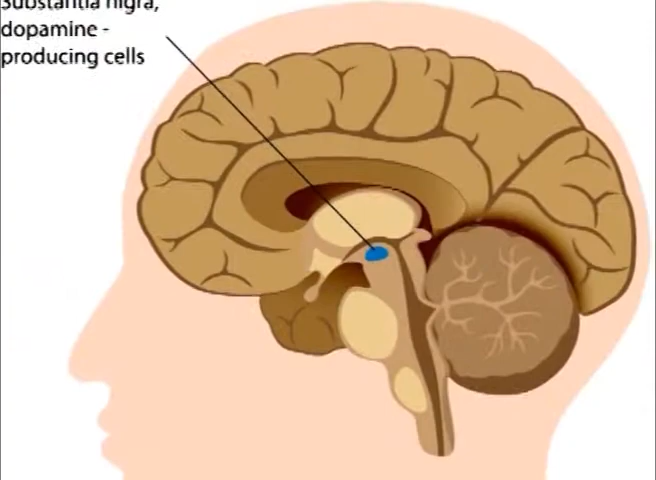 Substantia nigra,
dopamine -
producing cells